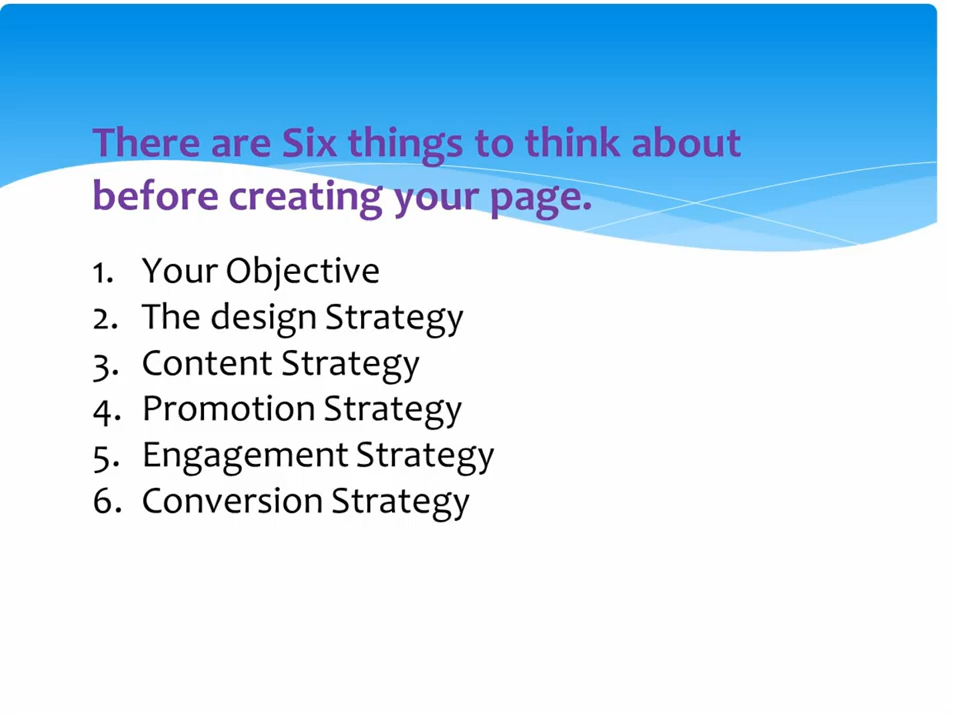 There are Six things to think about
before creating your page.
1. Your Objective
2. The design Strategy
3. Content Strategy
4. Promotion Strategy
5. Engagement Strategy
6. Conversion Strategy